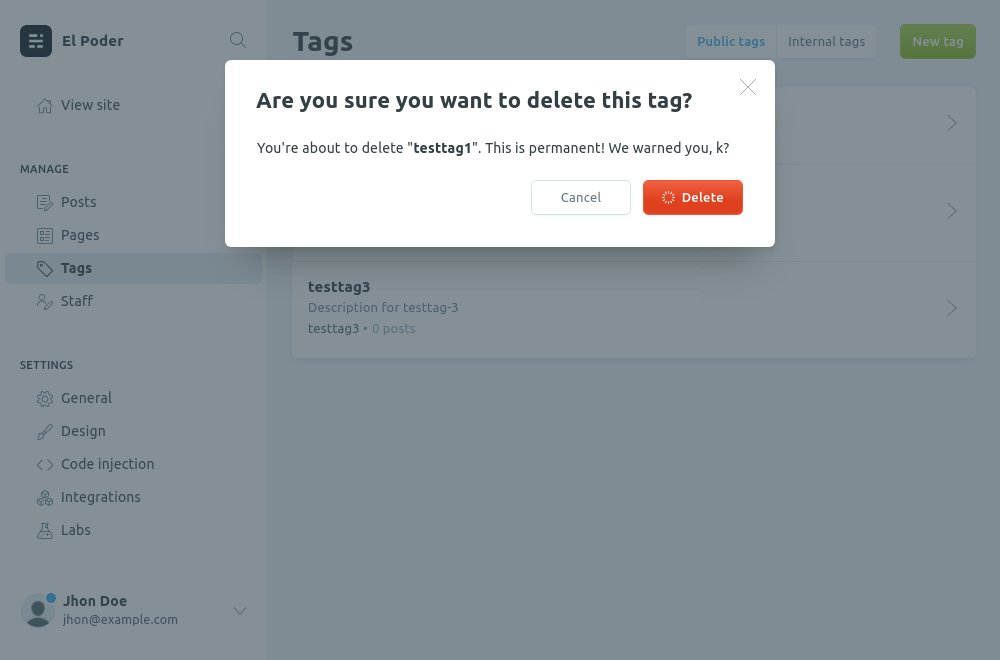 El Poder
View site
MANAGE
Posts
Pages
Tags
Staff
SETTINGS
General
Design
Code injection
Integrations
Labs
Jhon Doe
jhon@example.com
Tags
Public tags
Internal tags
New tag
Are you sure you want to delete this tag?
You're about to delete "testtag1". This is permanent! We warned you, k?
Cancel
Delete
testtag3
Description for testtag-3
testtag3 • 0 posts